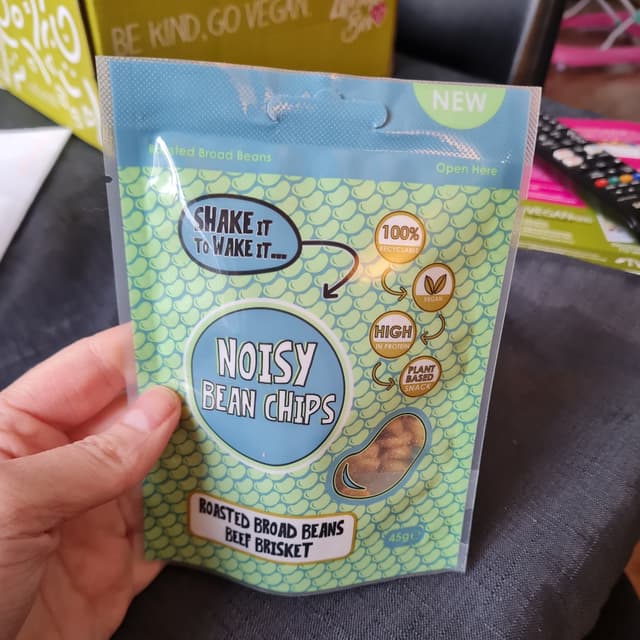 BE KIND, GO VEGAN
NEW
Roasted Broad Beans
Open Here
SHAKE IT
TO WAKE IT...
100%
RECYCLABLE
VEGAN
HIGH
IN PROTEIN
PLANT
BASED
SNACK
NOISY
BEAN CHIPS
ROASTED BROAD BEANS
BEEF BRISKET
45g